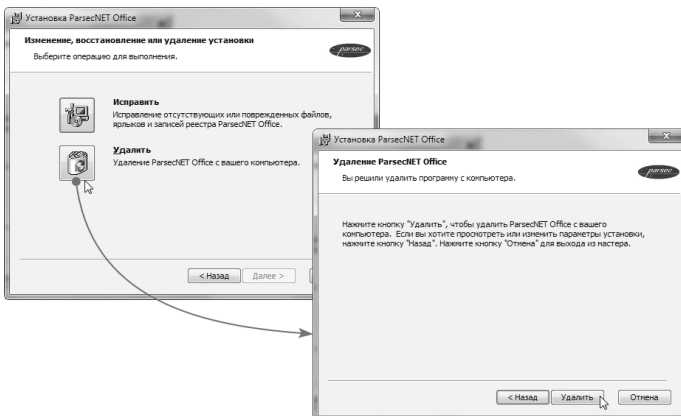 Установка ParsecNET Office
Изменение, восстановление или удаление установки
Выберите операцию для выполнения.
parsec
Исправить
Исправление отсутствующих или поврежденных файлов,
ярлыков и записей реестра ParsecNET Office.
Удалить
Удаление ParsecNET Office с вашего компьютера.
< Назад
Далее >
Установка ParsecNET Office
Удаление ParsecNET Office
Вы решили удалить программу с компьютера.
parsec
Нажмите кнопку "Удалить", чтобы удалить ParsecNET Office с вашего
компьютера. Если вы хотите просмотреть или изменить параметры установки,
нажмите кнопку "Назад". Нажмите кнопку "Отмена" для выхода из мастера.
< Назад
Удалить
Отмена